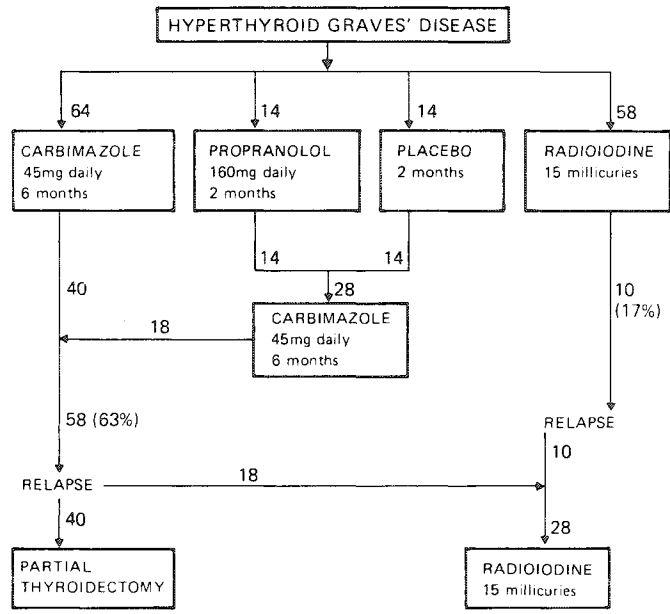 HYPERTHYROID GRAVES' DISEASE
64
14
14
58
CARBIMAZOLE
45mg daily
6 months
PROPRANOLOL
160mg daily
2 months
PLACEBO
2 months
RADIOIODINE
15 millicuries
14
14
40
28
10
(17%)
CARBIMAZOLE
45mg daily
6 months
18
58 (63%)
RELAPSE
10
RELAPSE
18
40
28
PARTIAL
THYROIDECTOMY
RADIOIODINE
15 millicuries